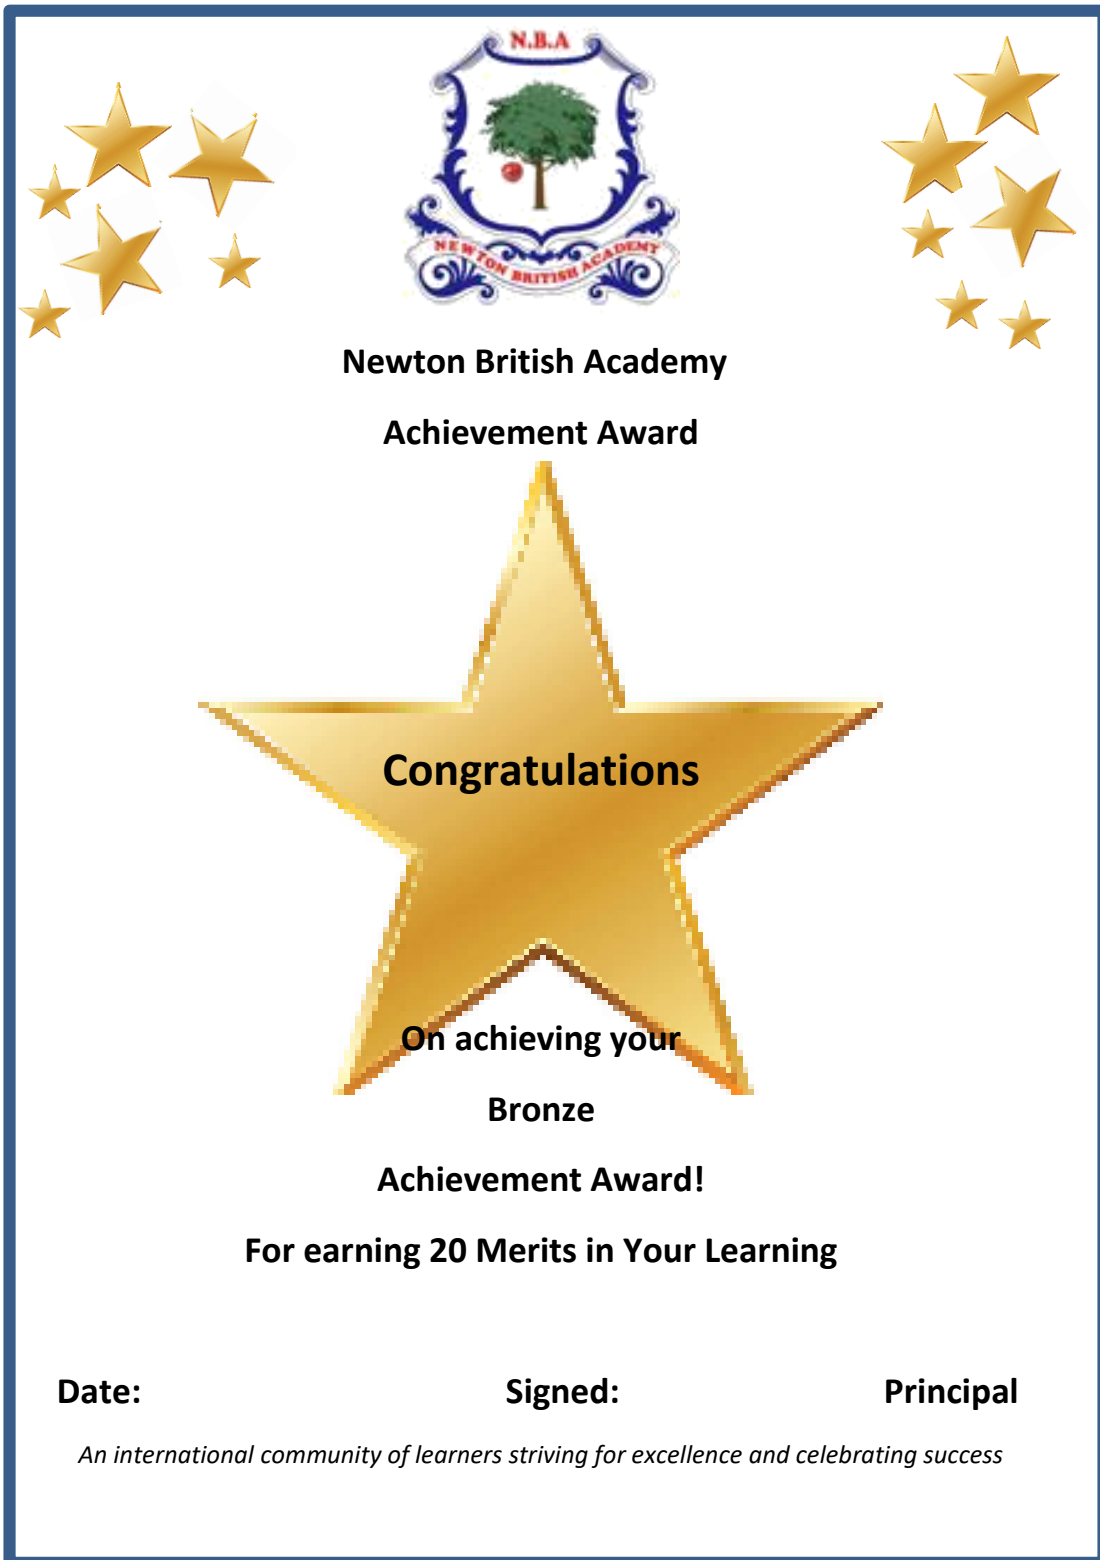 N.B.A
NEWTON BRITISH ACADEMY
Newton British Academy
Achievement Award
Congratulations
On achieving your
Bronze
Achievement Award!
For earning 20 Merits in Your Learning
Date: Signed: Principal
An international community of learners striving for excellence and celebrating success